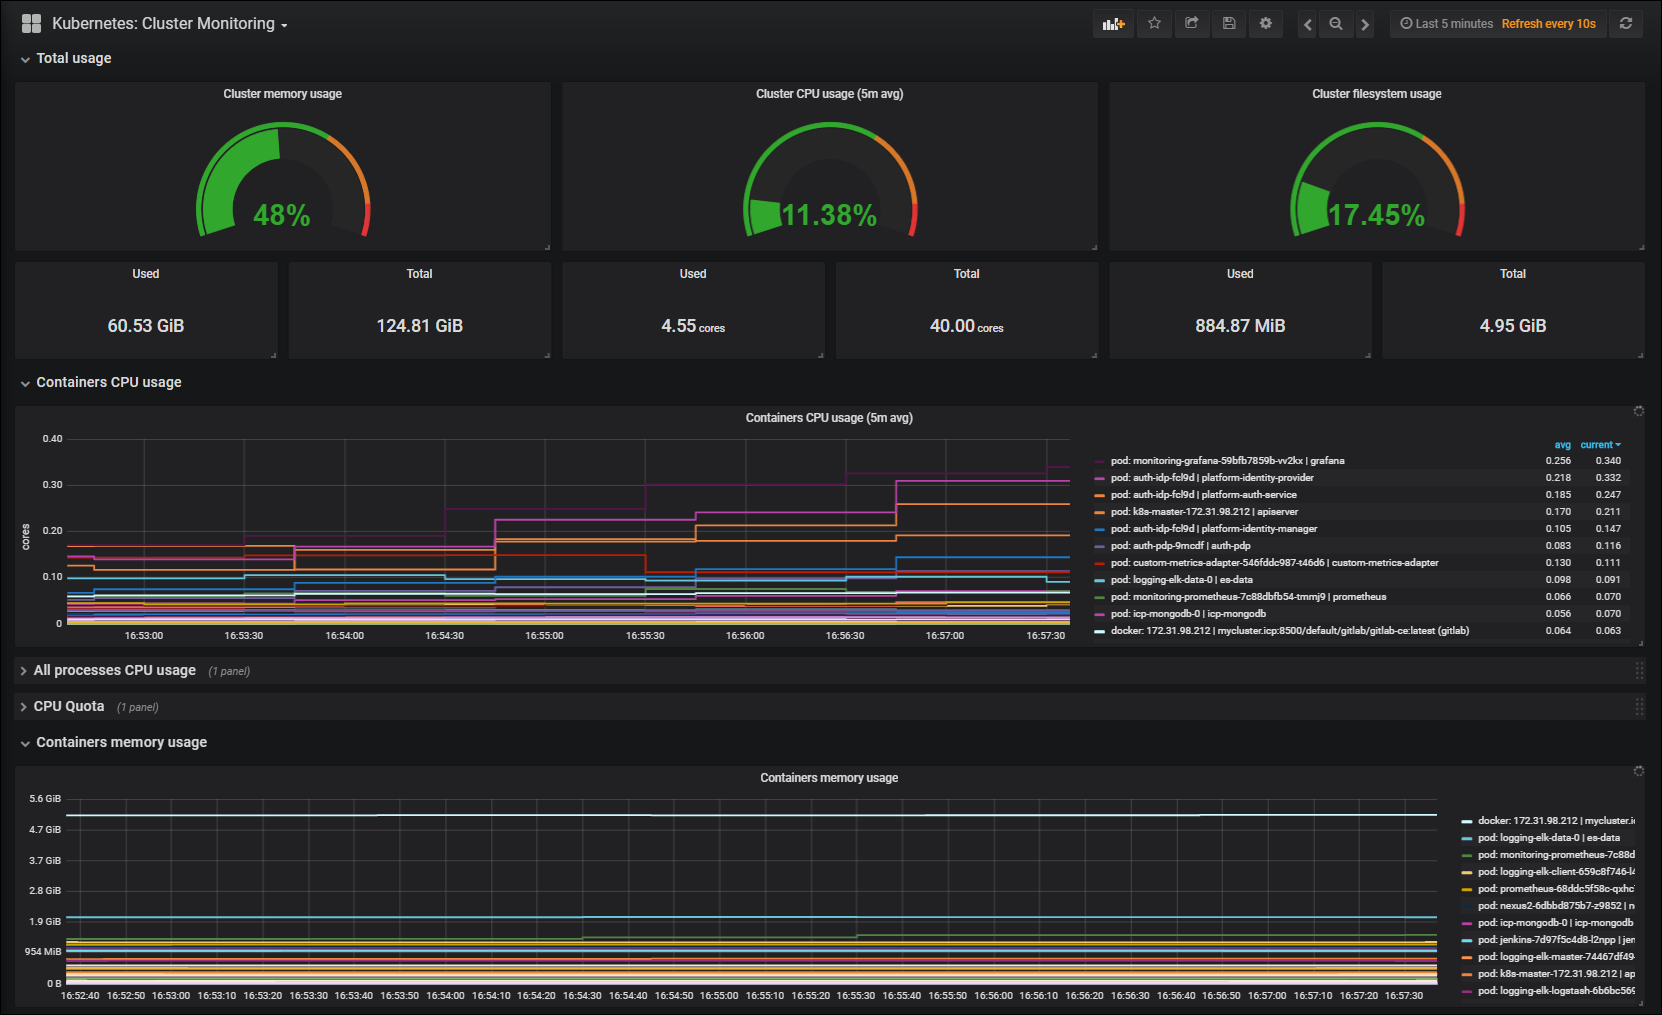 Kubernetes: Cluster Monitoring
Last 5 minutes Refresh every 10s
Total usage
Cluster memory usage
48%
Cluster CPU usage (5m avg)
11.38%
Cluster filesystem usage
17.45%
Used
60.53 GiB
Total
124.81 GiB
Used
4.55 cores
Total
40.00 cores
Used
884.87 MiB
Total
4.95 GiB
Containers CPU usage
Containers CPU usage (5m avg)
cores
0.40
0.30
0.20
0.10
0
16:53:00 16:53:30 16:54:00 16:54:30 16:55:00 16:55:30 16:56:00 16:56:30 16:57:00 16:57:30
avg current
pod: monitoring-grafana-59bfb7859b-vv2kx | grafana 0.256 0.340
pod: auth-idp-fcl9d | platform-identity-provider 0.218 0.332
pod: auth-idp-fcl9d | platform-auth-service 0.185 0.247
pod: k8s-master-172.31.98.212 | apiserver 0.170 0.211
pod: auth-idp-fcl9d | platform-identity-manager 0.105 0.147
pod: auth-pdp-9mcdf | auth-pdp 0.083 0.116
pod: custom-metrics-adapter-546fddc987-t46d6 | custom-metrics-adapter 0.130 0.111
pod: logging-elk-data-0 | es-data 0.098 0.091
pod: monitoring-prometheus-7c88dbfb54-tmmj9 | prometheus 0.066 0.070
pod: icp-mongodb-0 | icp-mongodb 0.056 0.070
docker: 172.31.98.212 | mycluster.icp:8500/default/gitlab/gitlab-ce:latest (gitlab) 0.064 0.063
All processes CPU usage (1 panel)
CPU Quota (1 panel)
Containers memory usage
Containers memory usage
5.6 GiB
4.7 GiB
3.7 GiB
2.8 GiB
1.9 GiB
954 MiB
0 B
16:52:40 16:52:50 16:53:00 16:53:10 16:53:20 16:53:30 16:53:40 16:53:50 16:54:00 16:54:10 16:54:20 16:54:30 16:54:40 16:54:50 16:55:00 16:55:10 16:55:20 16:55:30 16:55:40 16:55:50 16:56:00 16:56:10 16:56:20 16:56:30 16:56:40 16:56:50 16:57:00 16:57:10 16:57:20 16:57:30
docker: 172.31.98.212 | mycluster.i
pod: logging-elk-data-0 | es-data
pod: monitoring-prometheus-7c88d
pod: logging-elk-client-659c8f746-l4
pod: prometheus-68ddc5f58c-qxhc
pod: nexus2-6dbbd875b7-z9852 | n
pod: icp-mongodb-0 | icp-mongodb
pod: jenkins-7d97f5c4d8-l2npp | jen
pod: logging-elk-master-74467df49
pod: k8s-master-172.31.98.212 | ap
pod: logging-elk-logstash-6b6bc569